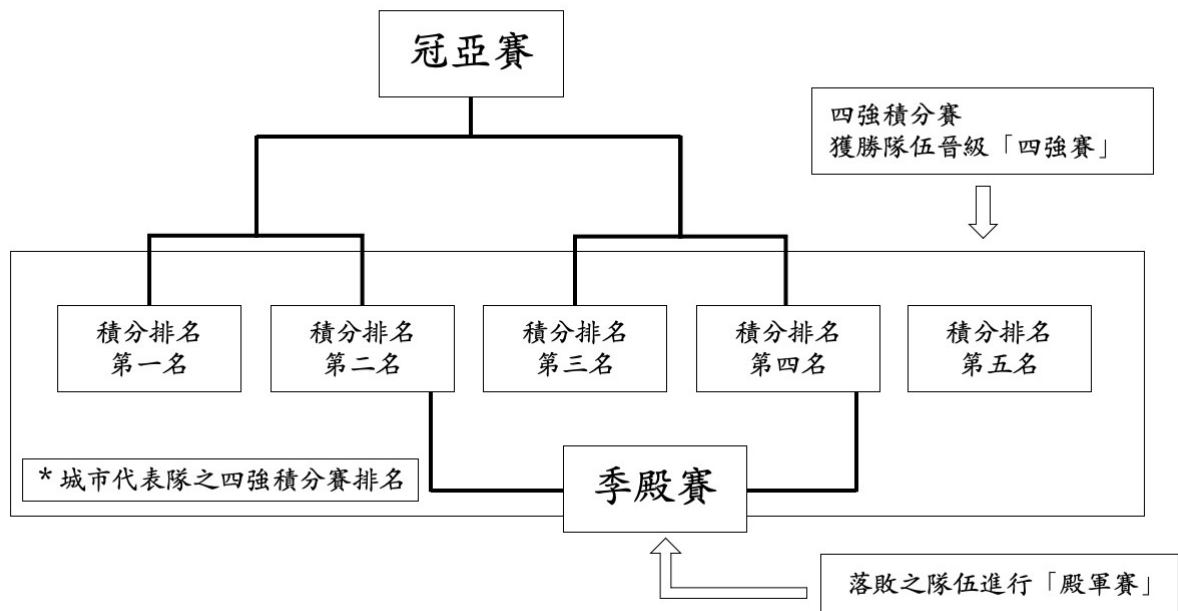 冠亞賽
四強積分賽
獲勝隊伍晉級「四強賽」
積分排名
第一名
積分排名
第二名
積分排名
第三名
積分排名
第四名
積分排名
第五名
*城市代表隊之四強積分賽排名
季殿賽
落敗之隊伍進行「殿軍賽」